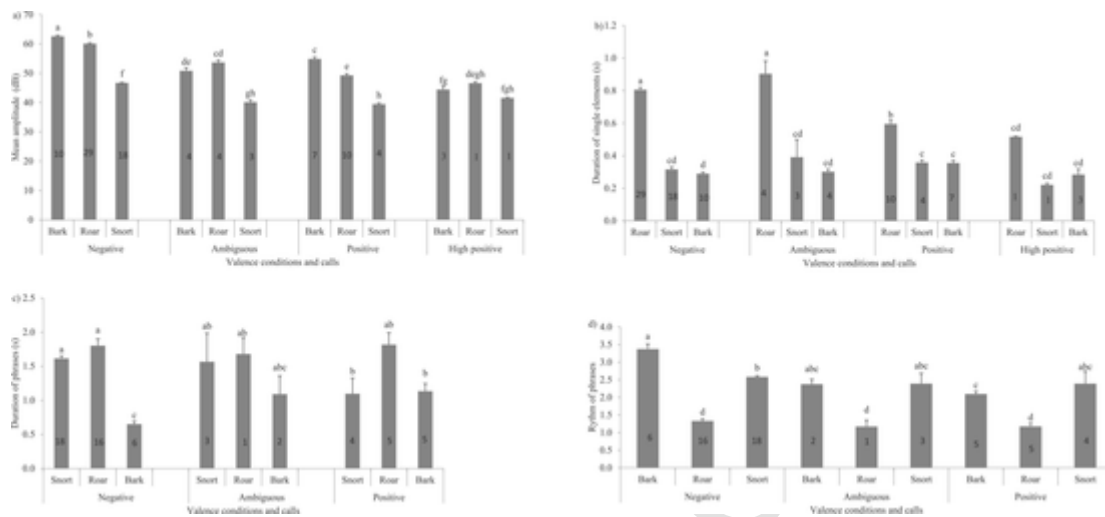 a) 70
60
50
40
30
20
10
0
Mean amplitude (dB)
a b f de cd gh c e h fg degh fgh
10 29 18 4 4 3 7 10 4 3 1 1
Bark Roar Snort Bark Roar Snort Bark Roar Snort Bark Roar Snort
Negative Ambiguous Positive High positive
Valence conditions and calls
b) 1.2
1.0
0.8
0.6
0.4
0.2
0.0
Duration of single elements (s)
a cd d a cd cd b c c cd cd cd
29 18 10 4 3 4 10 4 7 1 1 3
Roar Snort Bark Roar Snort Bark Roar Snort Bark Roar Snort Bark
Negative Ambiguous Positive High positive
Valence conditions and calls
c) 2.5
2.0
1.5
1.0
0.5
0.0
Duration of phrases (s)
a a c ab ab abc b ab b
18 16 6 3 1 2 4 5 5
Snort Roar Bark Snort Roar Bark Snort Roar Bark
Negative Ambiguous Positive
Valence conditions and calls
d) 4.0
3.5
3.0
2.5
2.0
1.5
1.0
0.5
0.0
Rythm of phrases
a d b abc d abc c d abc
6 16 18 2 1 3 5 5 4
Bark Roar Snort Bark Roar Snort Bark Roar Snort
Negative Ambiguous Positive
Valence conditions and calls